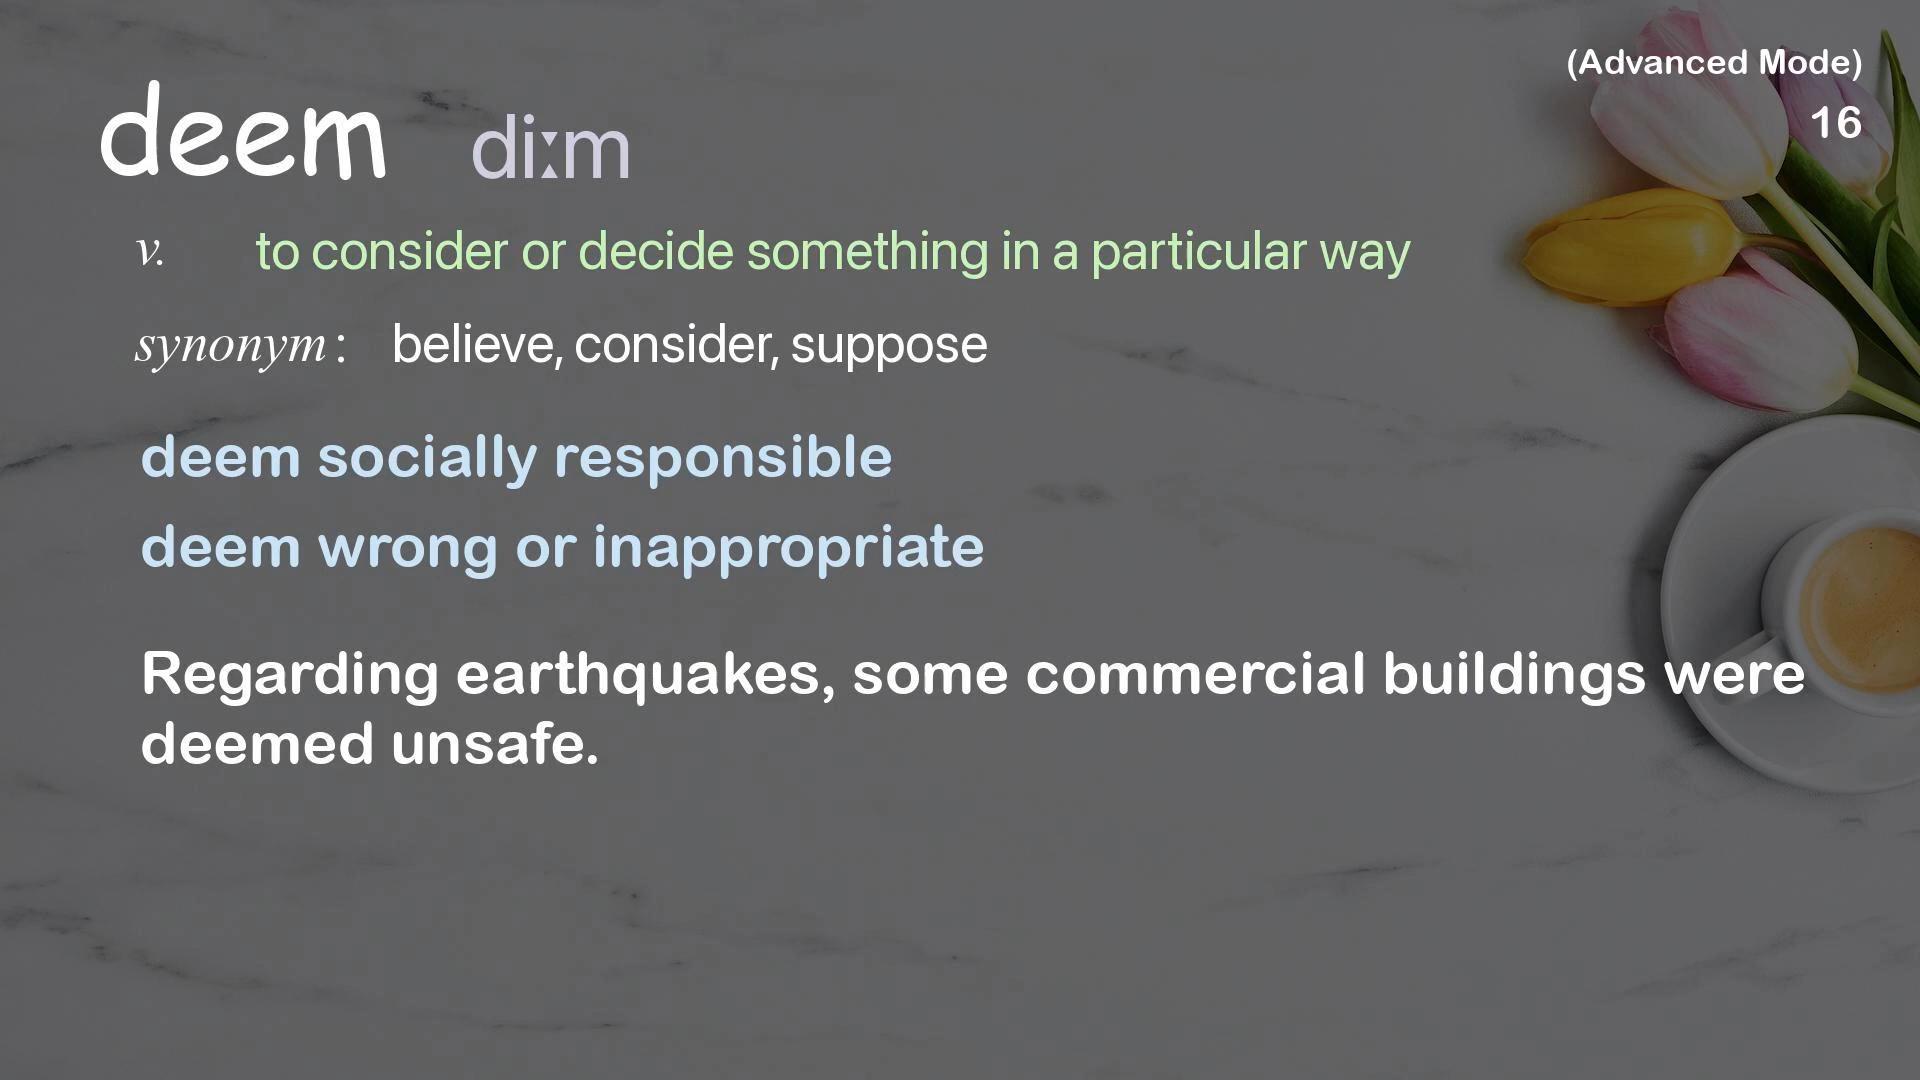 (Advanced Mode)
16
deem diːm
v. to consider or decide something in a particular way
synonym : believe, consider, suppose
deem socially responsible
deem wrong or inappropriate
Regarding earthquakes, some commercial buildings were
deemed unsafe.